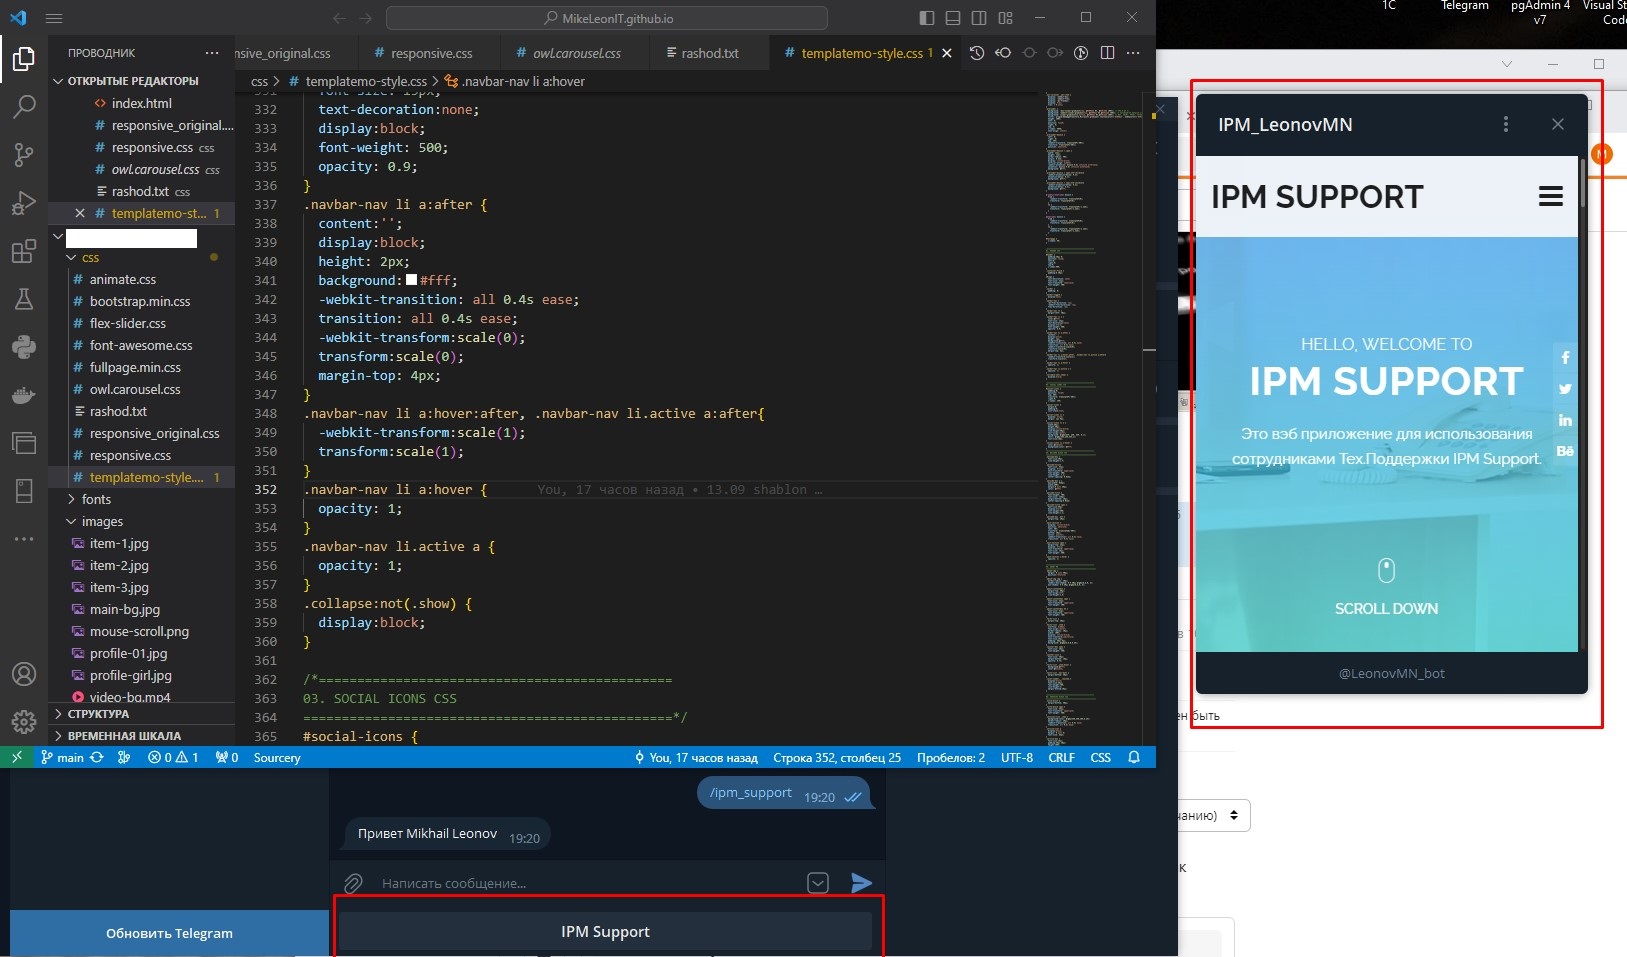 MikeLeonIT.github.io
1C
Telegram
pgAdmin 4
v7
Visual St
Code
ПРОВОДНИК
nsive_original.css
responsive.css
owl.carousel.css
rashod.txt
templatemo-style.css 1
css > templatemo-style.css > .navbar-nav li a:hover
ОТКРЫТЫЕ РЕДАКТОРЫ
index.html
responsive_original....
responsive.css css
owl.carousel.css css
rashod.txt css
templatemo-st... 1
css
animate.css
bootstrap.min.css
flex-slider.css
font-awesome.css
fullpage.min.css
owl.carousel.css
rashod.txt
responsive_original.css
responsive.css
templatemo-style.... 1
fonts
images
item-1.jpg
item-2.jpg
item-3.jpg
main-bg.jpg
mouse-scroll.png
profile-01.jpg
profile-girl.jpg
video-bg.mp4
СТРУКТУРА
ВРЕМЕННАЯ ШКАЛА
331 font-size: 15px;
332 text-decoration:none;
333 display:block;
334 font-weight: 500;
335 opacity: 0.9;
336 }
337 .navbar-nav li a:after {
338 content:'';
339 display:block;
340 height: 2px;
341 background:#fff;
342 -webkit-transition: all 0.4s ease;
343 transition: all 0.4s ease;
344 -webkit-transform:scale(0);
345 transform:scale(0);
346 margin-top: 4px;
347 }
348 .navbar-nav li a:hover:after, .navbar-nav li.active a:after{
349 -webkit-transform:scale(1);
350 transform:scale(1);
351 }
352 .navbar-nav li a:hover { You, 17 часов назад • 13.09 shablon …
353 opacity: 1;
354 }
355 .navbar-nav li.active a {
356 opacity: 1;
357 }
358 .collapse:not(.show) {
359 display:block;
360 }
361
362 /*==============================================
363 03. SOCIAL ICONS CSS
364 ================================================*/
365 #social-icons {
main 0 1 0 Sourcery You, 17 часов назад Строка 352, столбец 25 Пробелов: 2 UTF-8 CRLF CSS
IPM_LeonovMN
IPM SUPPORT
HELLO, WELCOME TO
IPM SUPPORT
Это вэб приложение для использования
сотрудниками Тех.Поддержки IPM Support.
Bē
SCROLL DOWN
@LeonovMN_bot
M
ен быть
чанию)
/ipm_support 19:20
Привет Mikhail Leonov 19:20
Написать сообщение...
Обновить Telegram
IPM Support